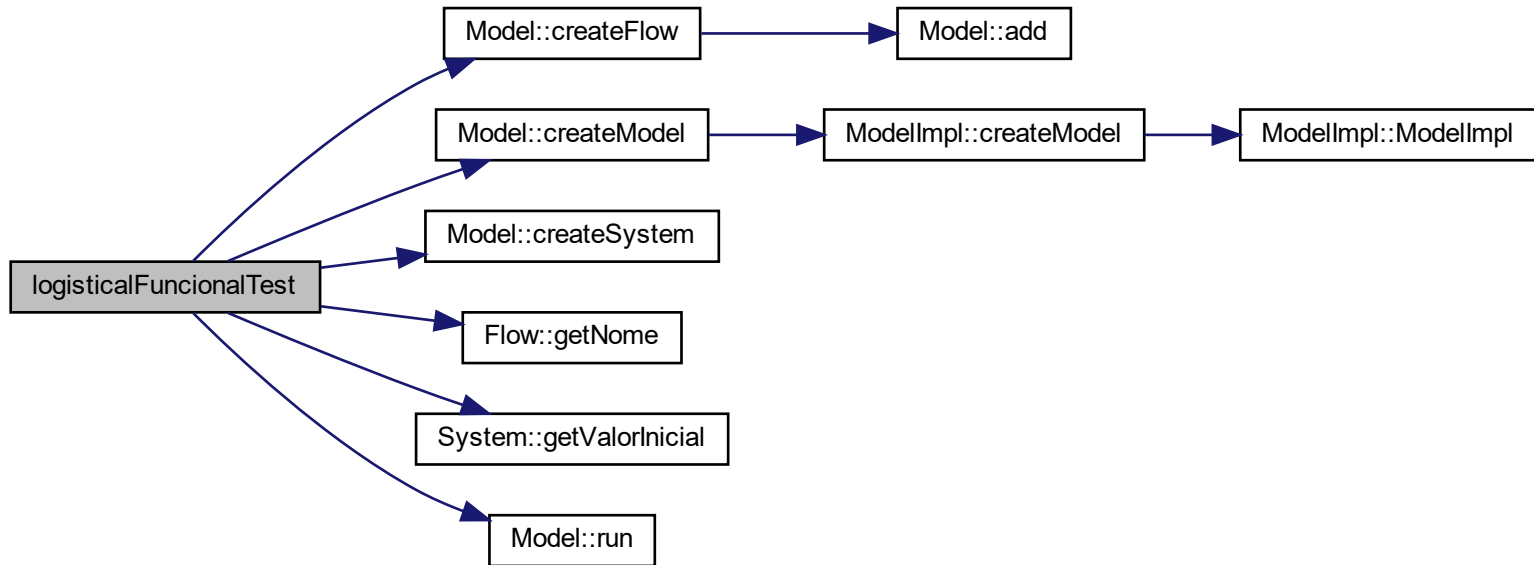 Model::createFlow
Model::add
Model::createModel
ModelImpl::createModel
ModelImpl::ModelImpl
Model::createSystem
logisticalFuncionalTest
Flow::getNome
System::getValorInicial
Model::run